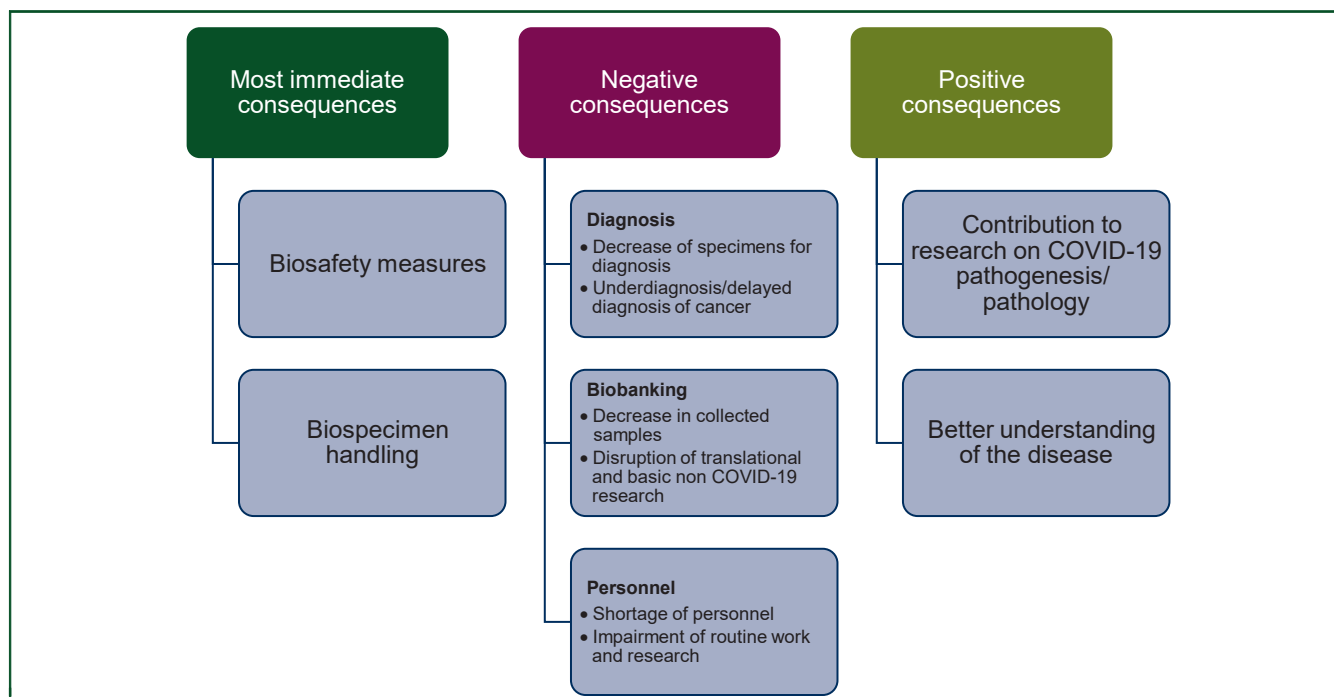 Most immediate
consequences
Biosafety measures
Biospecimen
handling
Negative
consequences
Diagnosis
• Decrease of specimens for
diagnosis
• Underdiagnosis/delayed
diagnosis of cancer
Biobanking
• Decrease in collected
samples
• Disruption of translational
and basic non COVID-19
research
Personnel
• Shortage of personnel
• Impairment of routine work
and research
Positive
consequences
Contribution to
research on COVID-19
pathogenesis/
pathology
Better understanding
of the disease